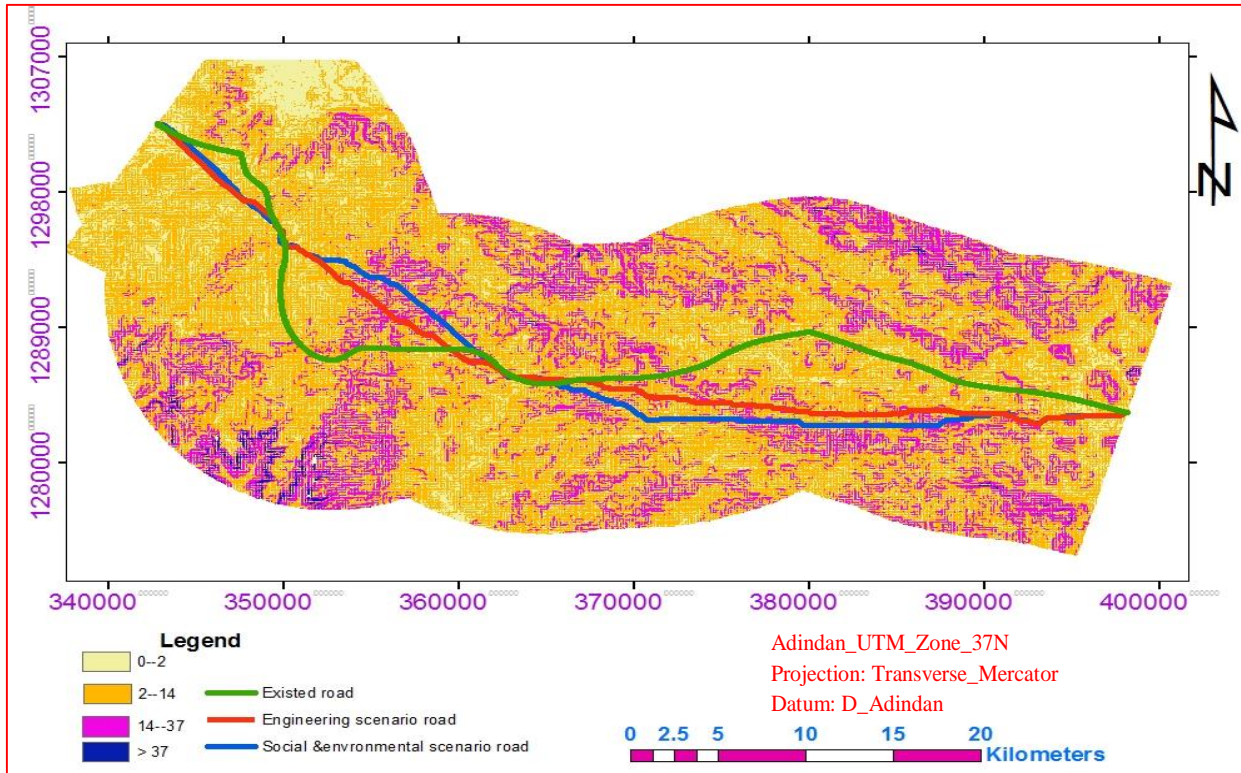 1307000
1298000
1289000
1280000
N
340000 350000 360000 370000 380000 390000 400000
Legend
0--2
2--14
14--37
> 37
Existed road
Engineering scenario road
Social &envronmental scenario road
Adindan_UTM_Zone_37N
Projection: Transverse_Mercator
Datum: D_Adindan
0 2.5 5 10 15 20
Kilometers